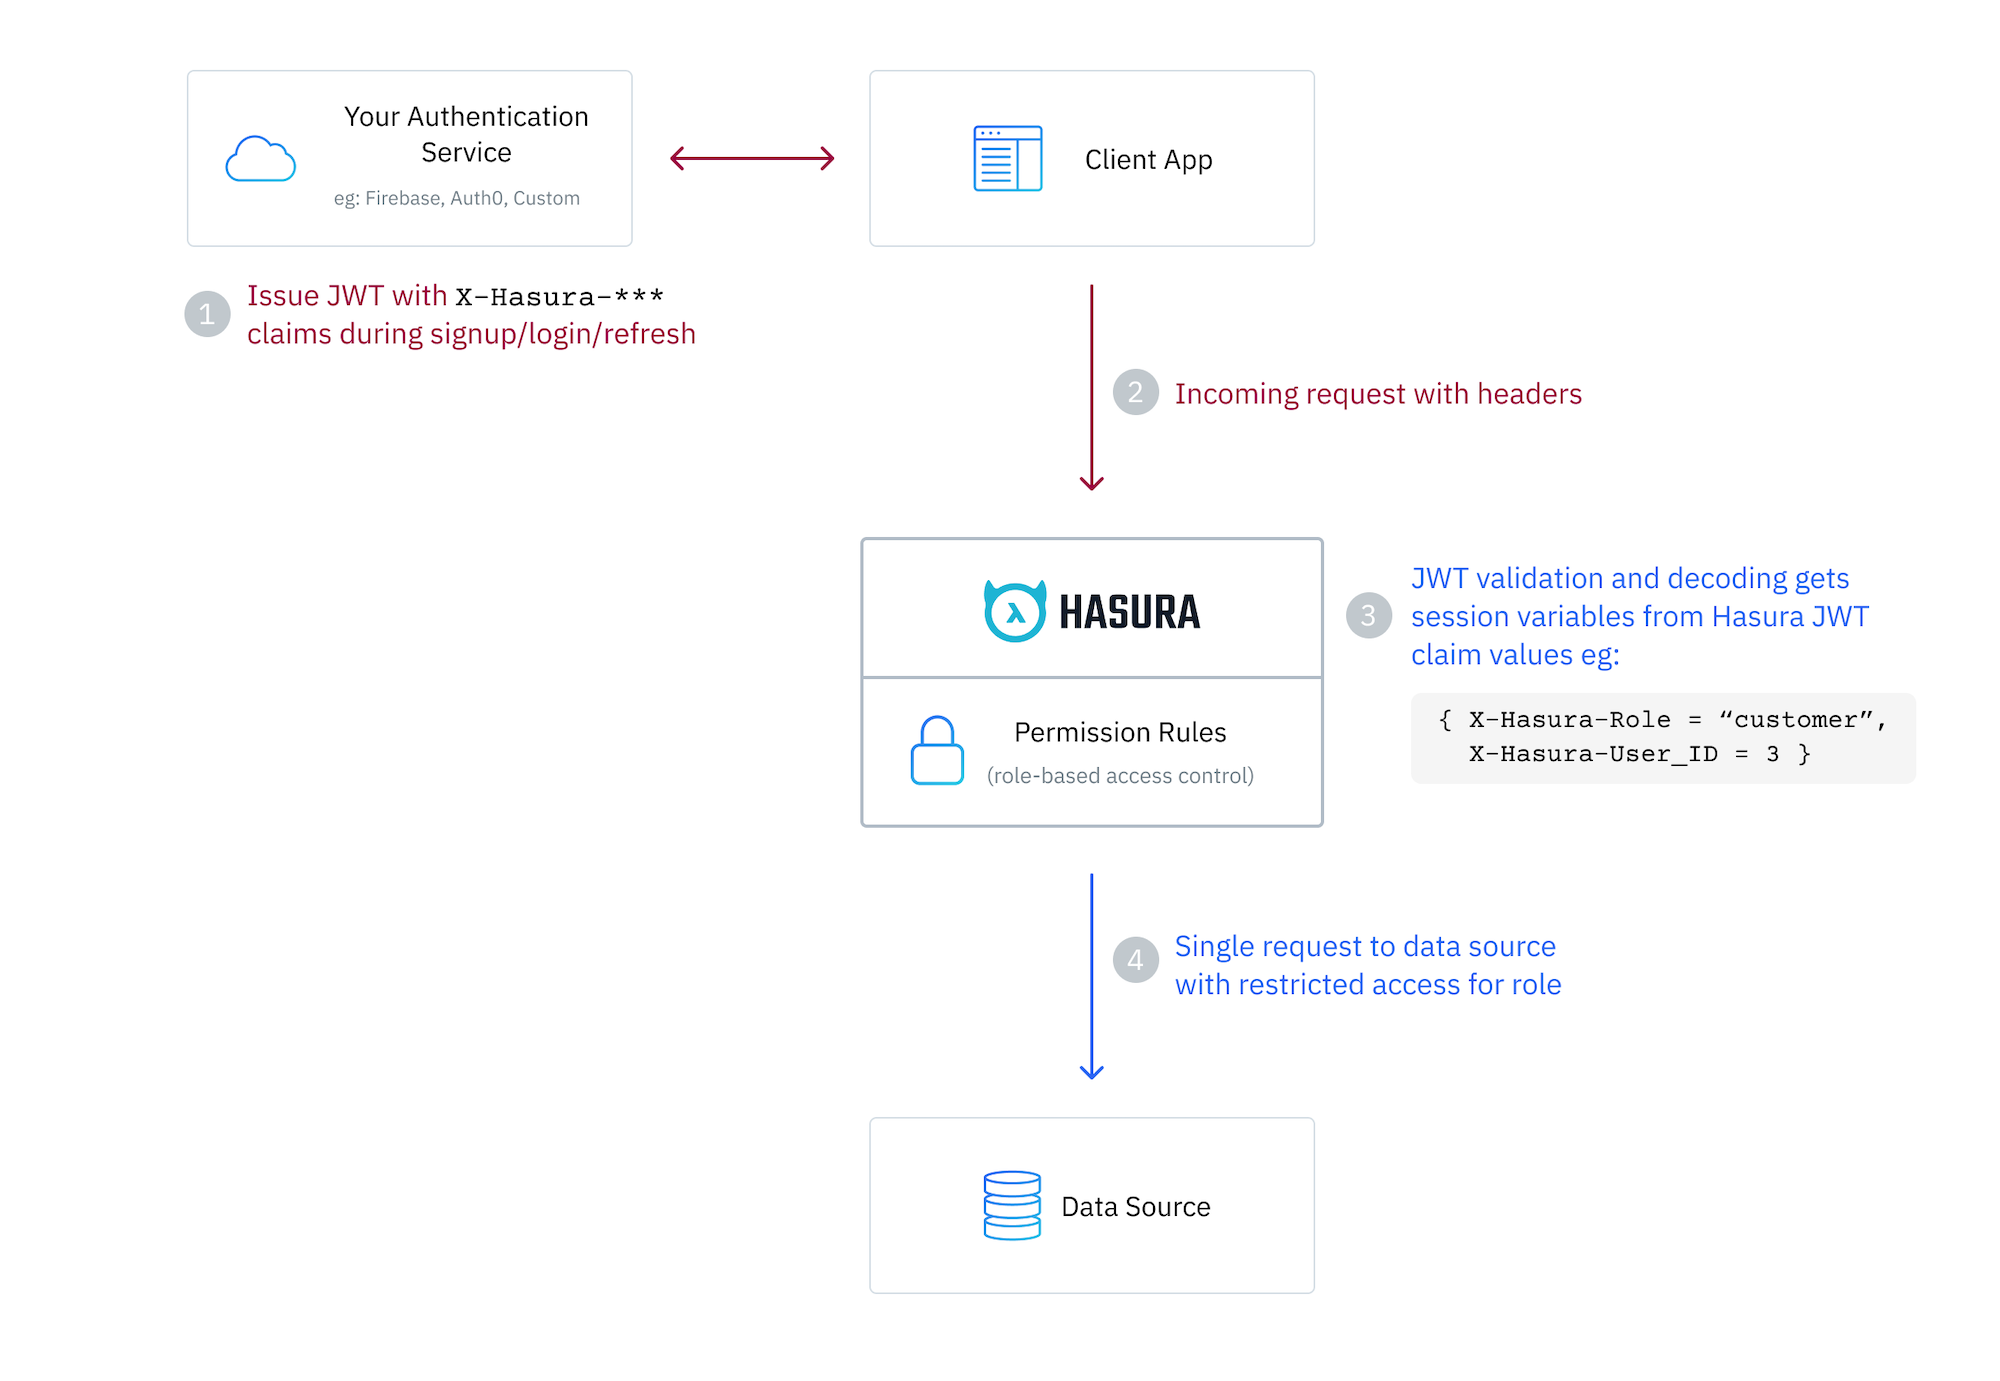 Your Authentication
Service
eg: Firebase, Auth0, Custom
Client App
1
Issue JWT with X-Hasura-***
claims during signup/login/refresh
2
Incoming request with headers
HASURA
Permission Rules
(role-based access control)
3
JWT validation and decoding gets
session variables from Hasura JWT
claim values eg:
{ X-Hasura-Role = “customer”,
X-Hasura-User_ID = 3 }
4
Single request to data source
with restricted access for role
Data Source